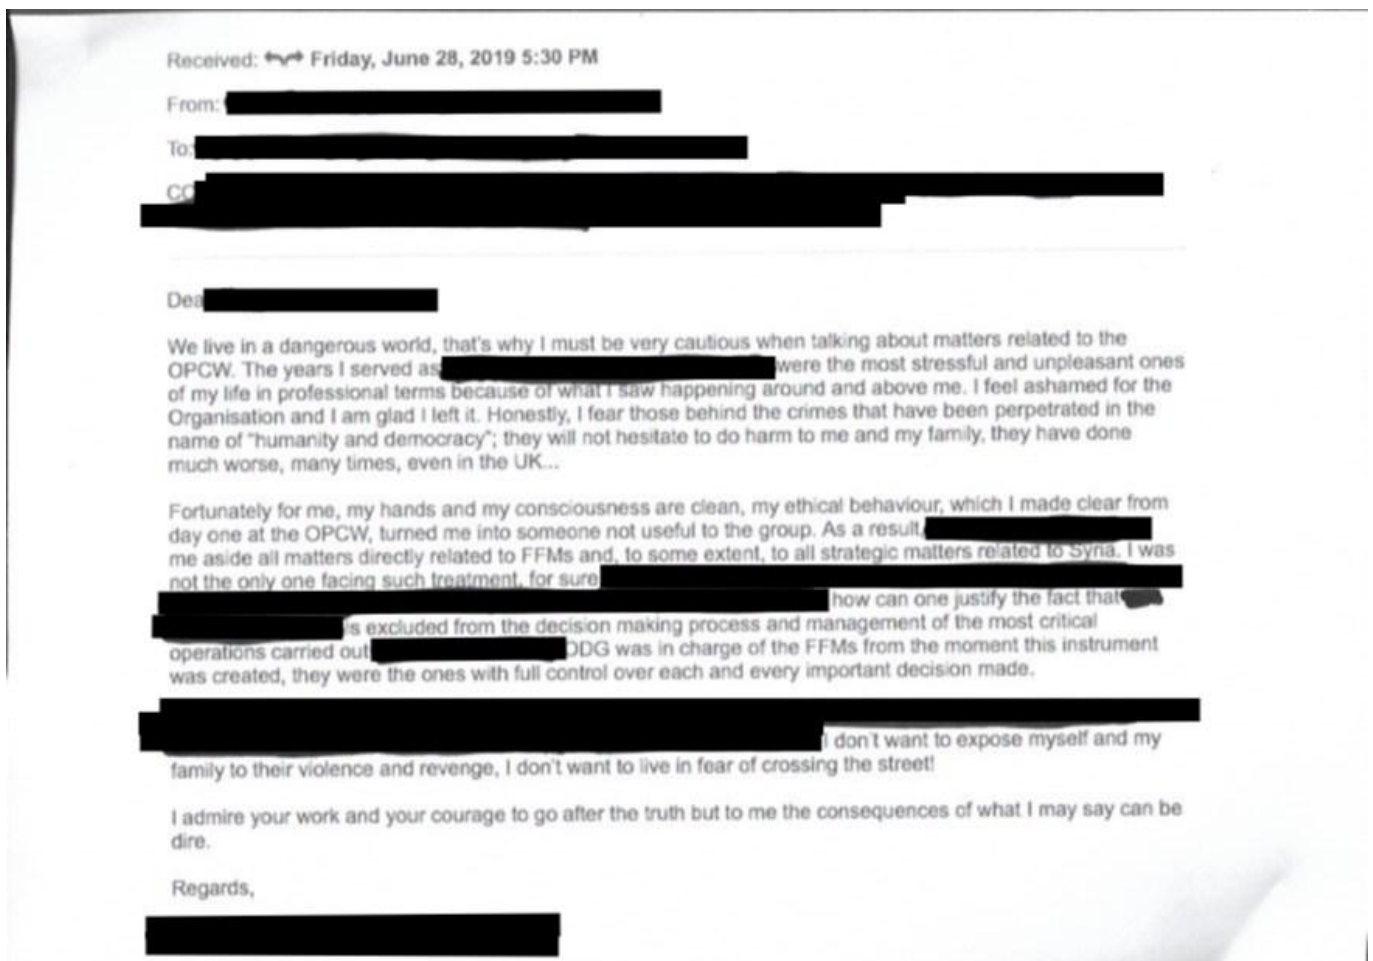 Received: Friday, June 28, 2019 5:30 PM
From:
To:
CC
Dea
We live in a dangerous world, that's why I must be very cautious when talking about matters related to the
OPCW. The years I served as were the most stressful and unpleasant ones
of my life in professional terms because of what I saw happening around and above me. I feel ashamed for the
Organisation and I am glad I left it. Honestly, I fear those behind the crimes that have been perpetrated in the
name of "humanity and democracy"; they will not hesitate to do harm to me and my family, they have done
much worse, many times, even in the UK...
Fortunately for me, my hands and my consciousness are clean, my ethical behaviour, which I made clear from
day one at the OPCW, turned me into someone not useful to the group. As a result,
me aside all matters directly related to FFMs and, to some extent, to all strategic matters related to Syria. I was
not the only one facing such treatment, for sure
how can one justify the fact that
s excluded from the decision making process and management of the most critical
operations carried out ODG was in charge of the FFMs from the moment this instrument
was created, they were the ones with full control over each and every important decision made.
I don't want to expose myself and my
family to their violence and revenge, I don't want to live in fear of crossing the street!
I admire your work and your courage to go after the truth but to me the consequences of what I may say can be
dire.
Regards,